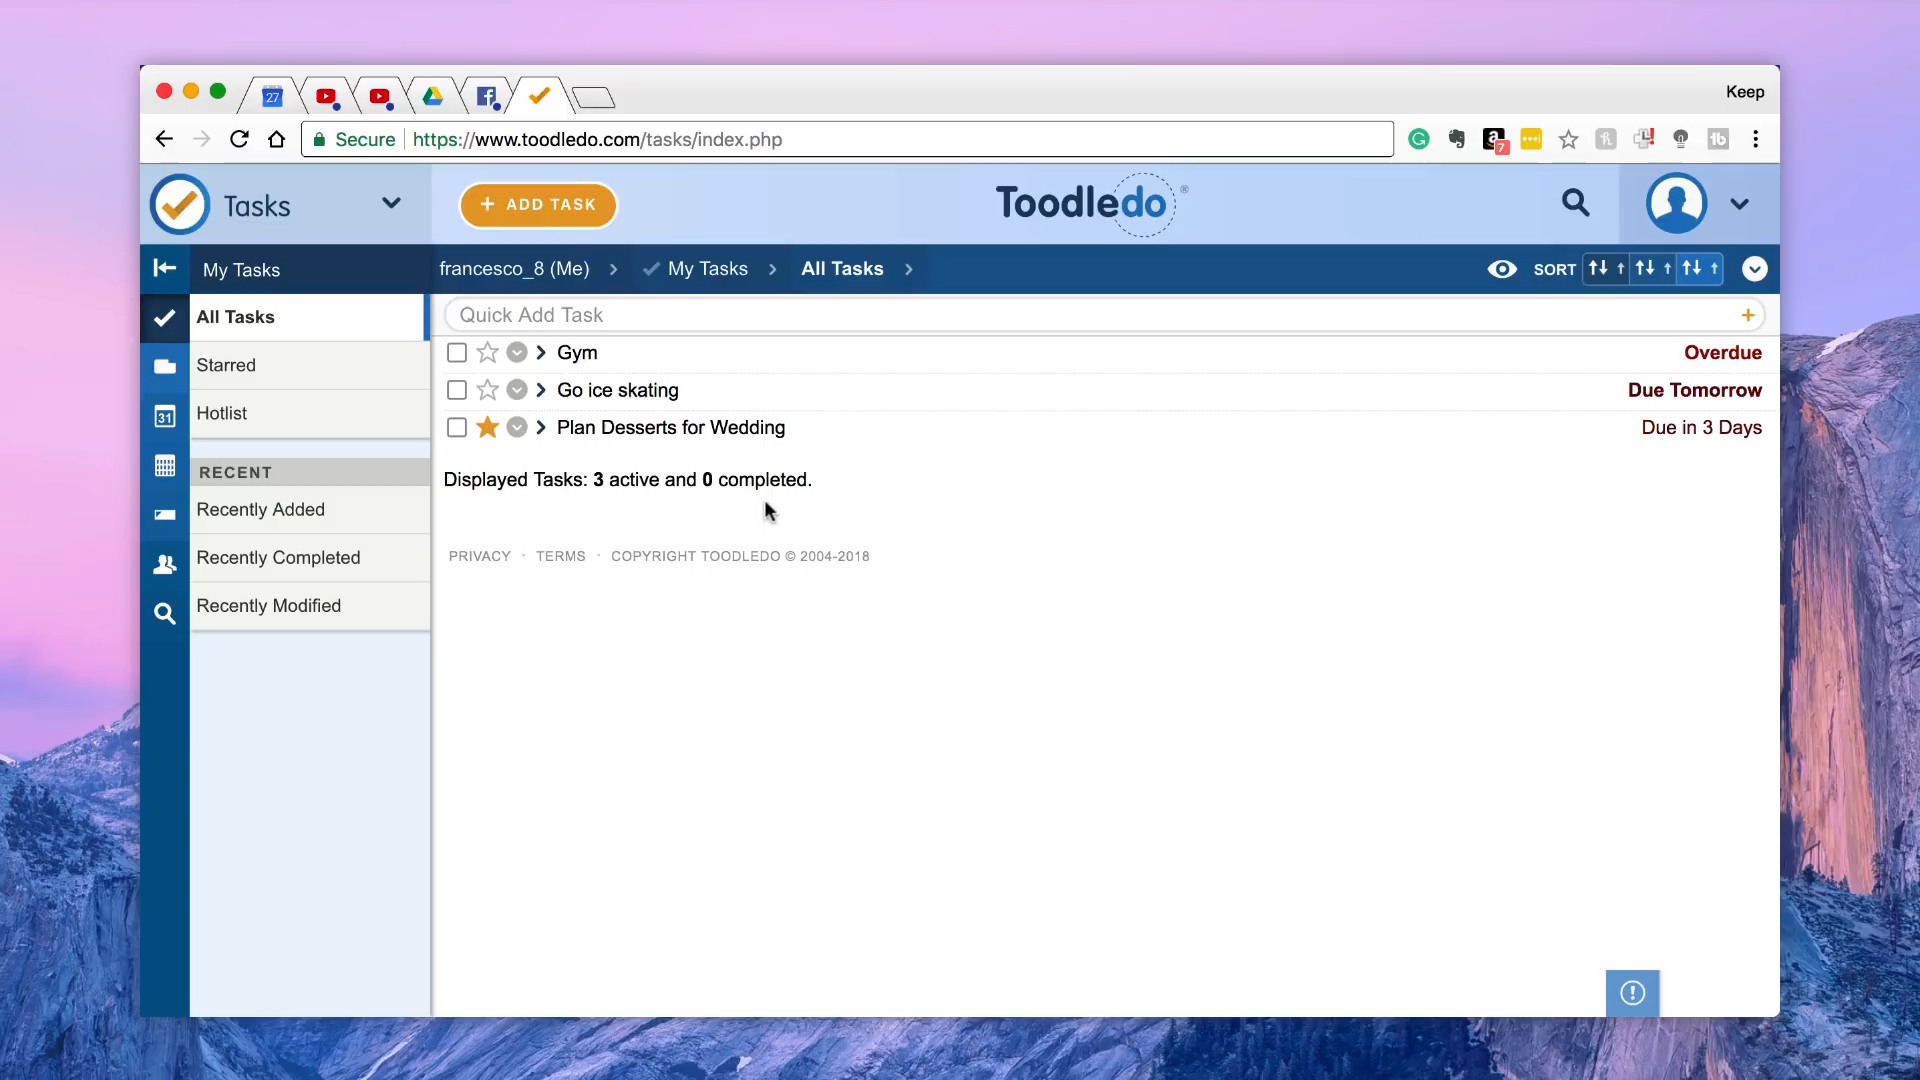 Keep
27
Secure https://www.toodledo.com/tasks/index.php
7
Tasks
+ ADD TASK
Toodledo ®
My Tasks
francesco_8 (Me) > My Tasks > All Tasks >
SORT
Quick Add Task +
All Tasks
Starred
31
Hotlist
RECENT
Recently Added
Recently Completed
Recently Modified
Gym Overdue
Go ice skating Due Tomorrow
Plan Desserts for Wedding Due in 3 Days
Displayed Tasks: 3 active and 0 completed.
PRIVACY · TERMS · COPYRIGHT TOODLEDO © 2004-2018